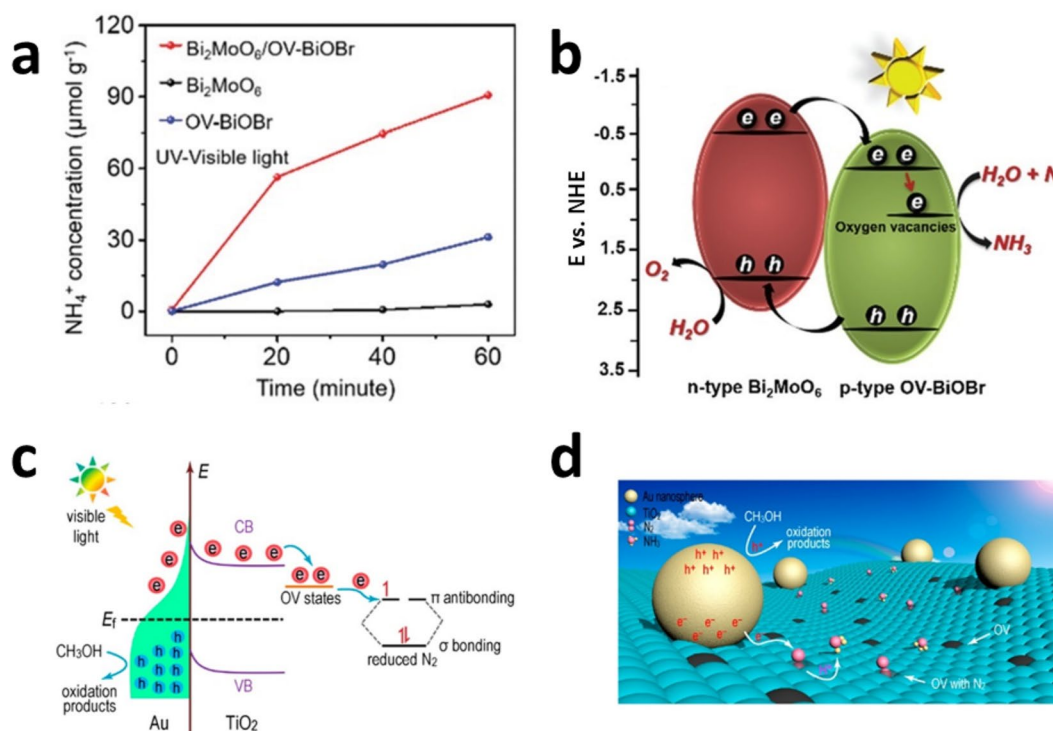 a
120
90
60
30
0
NH₄⁺ concentration (μmol g⁻¹)
Bi₂MoO₆/OV-BiOBr
Bi₂MoO₆
OV-BiOBr
UV-Visible light
0 20 40 60
Time (minute)
b
E vs. NHE
-1.5
-0.5
0.5
1.5
2.5
3.5
e e
e e
e
Oxygen vacancies
H₂O + N
NH₃
h h
O₂
H₂O
h h
n-type Bi₂MoO₆ p-type OV-BiOBr
c
visible
light
E
CB
e e e e e e
e e e
OV states
π antibonding
Ef
σ bonding
reduced N₂
CH₃OH
oxidation
products
h h h h h h h h h
VB
Au TiO₂
d
Au nanosphere
TiO₂
N₂
NH₃
CH₃OH
h⁺
oxidation
products
h⁺ h⁺
h⁺ h⁺ h⁺
e⁻ e⁻ e⁻
e⁻ e⁻ e⁻
OV
OV with N₂